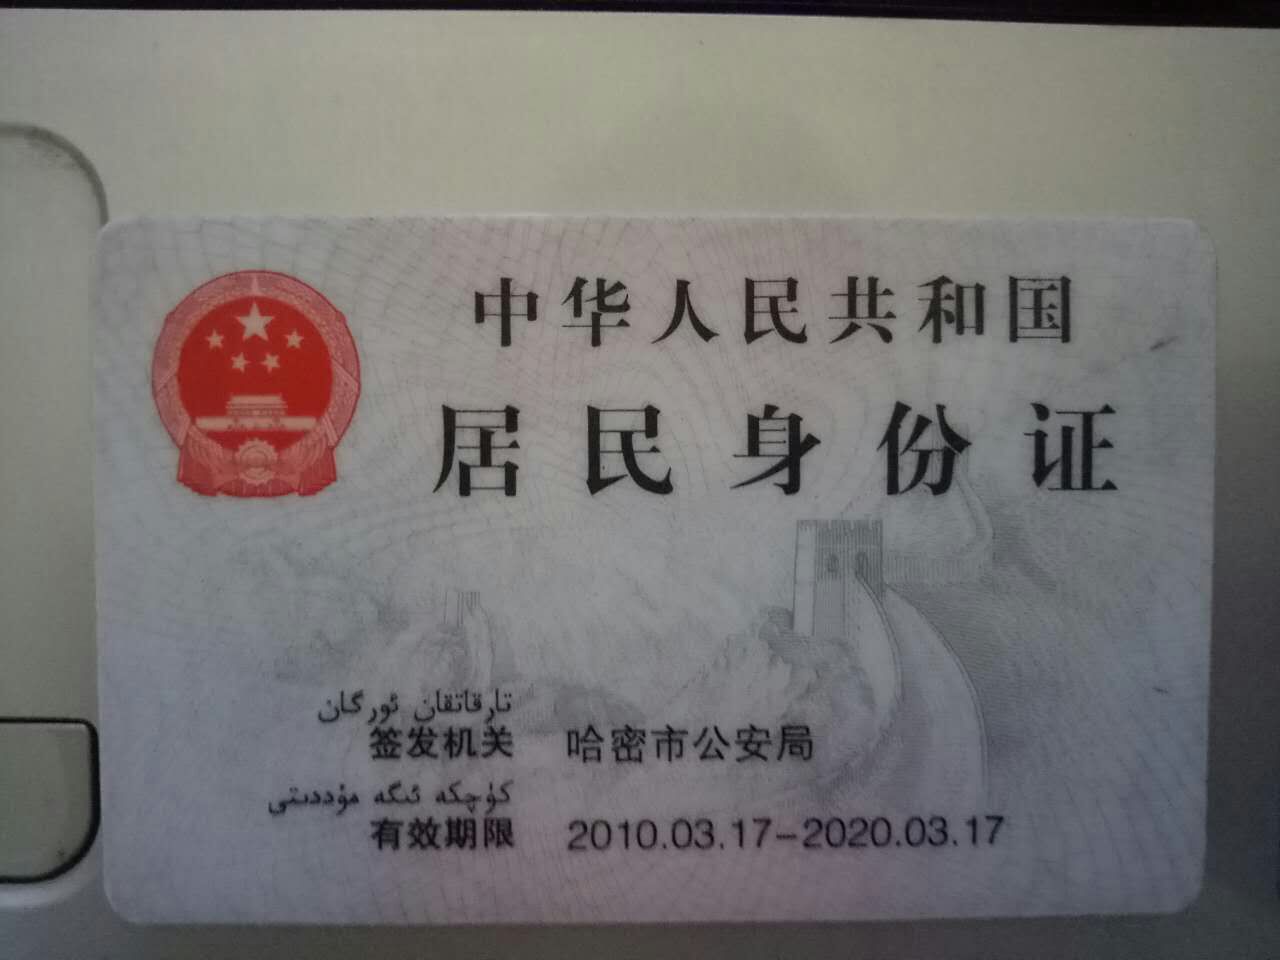 中华人民共和国
居民身份证
تارقاتقان ئورگان
签发机关 哈密市公安局
كۈچكە ئىگە مۇددىتى
有效期限 2010.03.17-2020.03.17